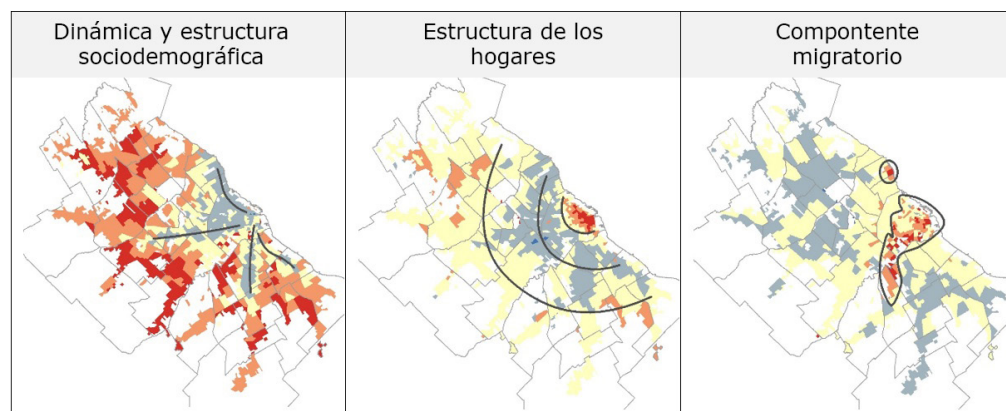 Dinámica y estructura
sociodemográfica
Estructura de los
hogares
Compontente
migratorio